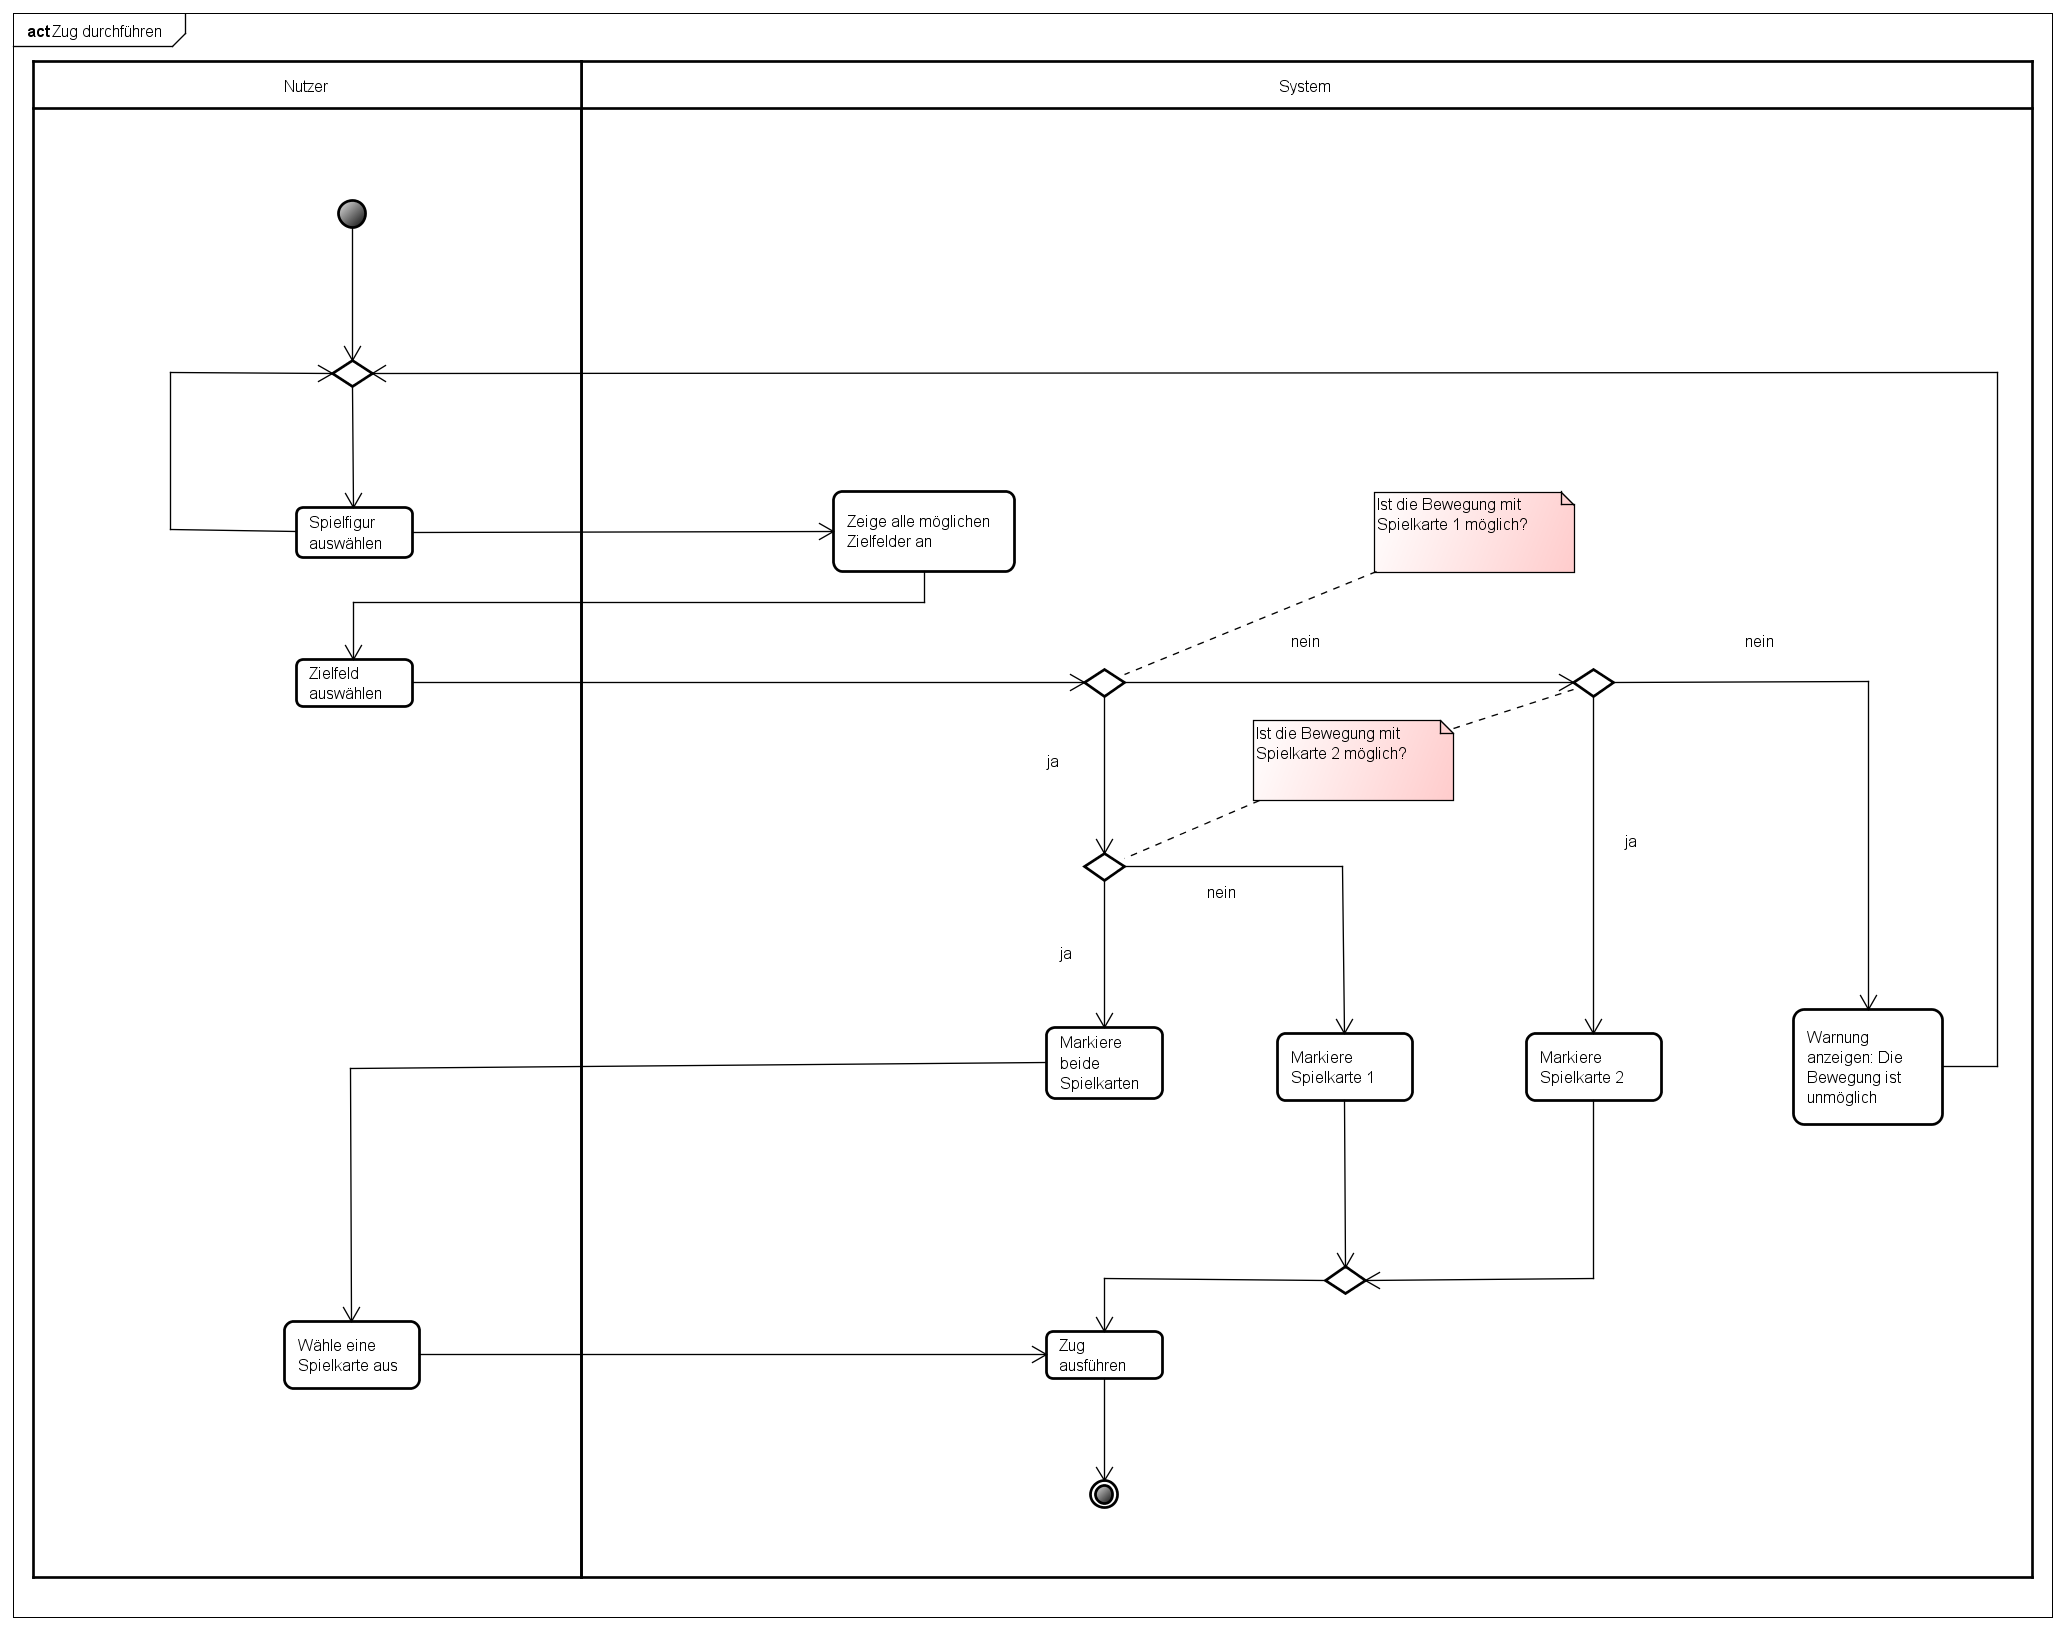 act Zug durchführen
Nutzer
System
Spielfigur
auswählen
Zeige alle möglichen
Zielfelder an
Ist die Bewegung mit
Spielkarte 1 möglich?
nein
nein
Zielfeld
auswählen
Ist die Bewegung mit
Spielkarte 2 möglich?
ja
ja
nein
ja
Markiere
beide
Spielkarten
Markiere
Spielkarte 1
Markiere
Spielkarte 2
Warnung
anzeigen: Die
Bewegung ist
unmöglich
Wähle eine
Spielkarte aus
Zug
ausführen